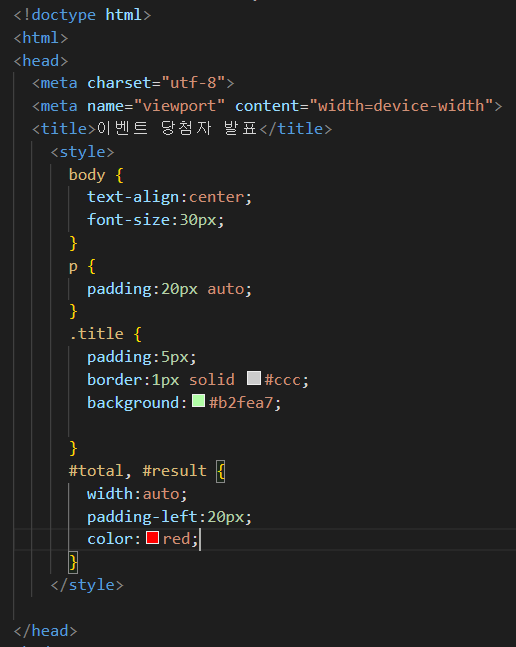 <!doctype html>
<html>
<head>
<meta charset="utf-8">
<meta name="viewport" content="width=device-width">
<title>이벤트 당첨자 발표</title>
<style>
body {
text-align:center;
font-size:30px;
}
p {
padding:20px auto;
}
.title {
padding:5px;
border:1px solid #ccc;
background:#b2fea7;
}
#total, #result {
width:auto;
padding-left:20px;
color:red;
}
</style>
</head>